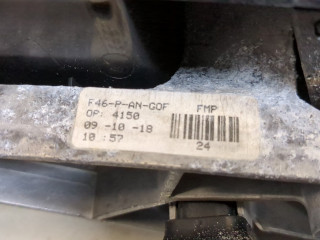 F46-P-AN-GOF FMP
OP: 4150
09 -10 -18
10 :57 24